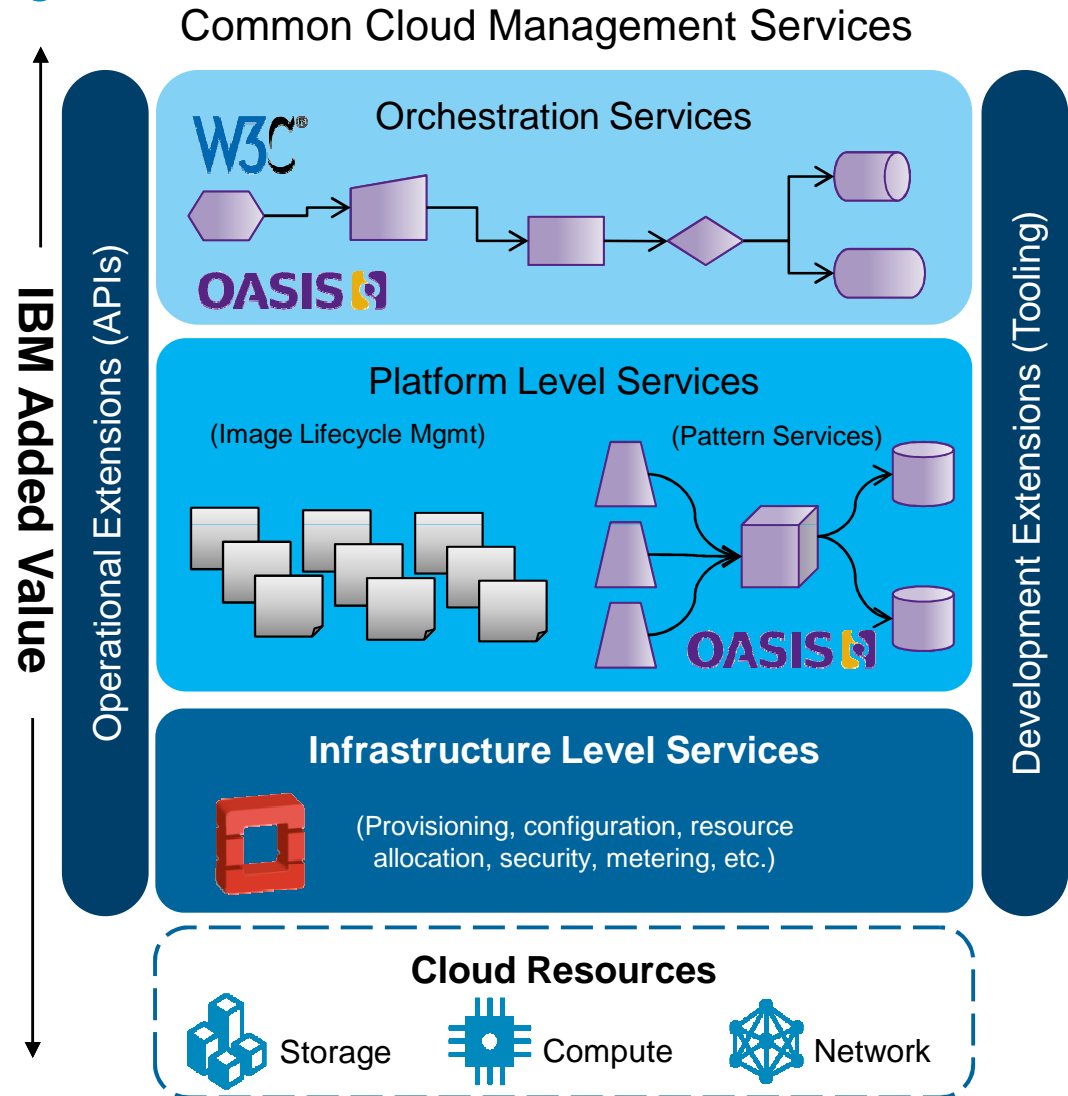 Common Cloud Management Services
IBM Added Value
Operational Extensions (APIs)
W3C®
Orchestration Services
OASIS
Platform Level Services
(Image Lifecycle Mgmt)
(Pattern Services)
OASIS
Infrastructure Level Services
(Provisioning, configuration, resource
allocation, security, metering, etc.)
Development Extensions (Tooling)
Cloud Resources
Storage
Compute
Network